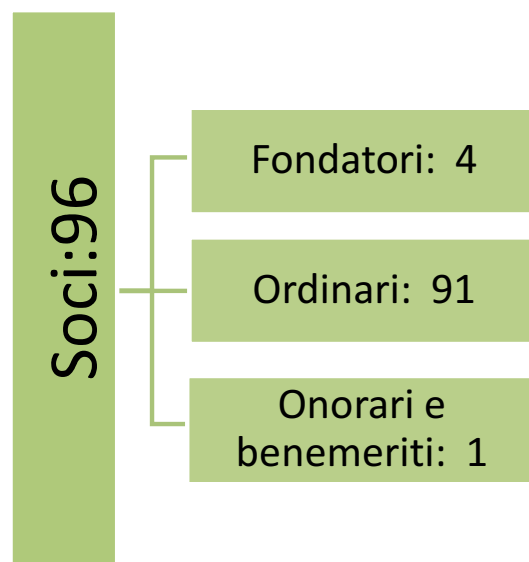 Soci:96
Fondatori: 4
Ordinari: 91
Onorari e
benemeriti: 1